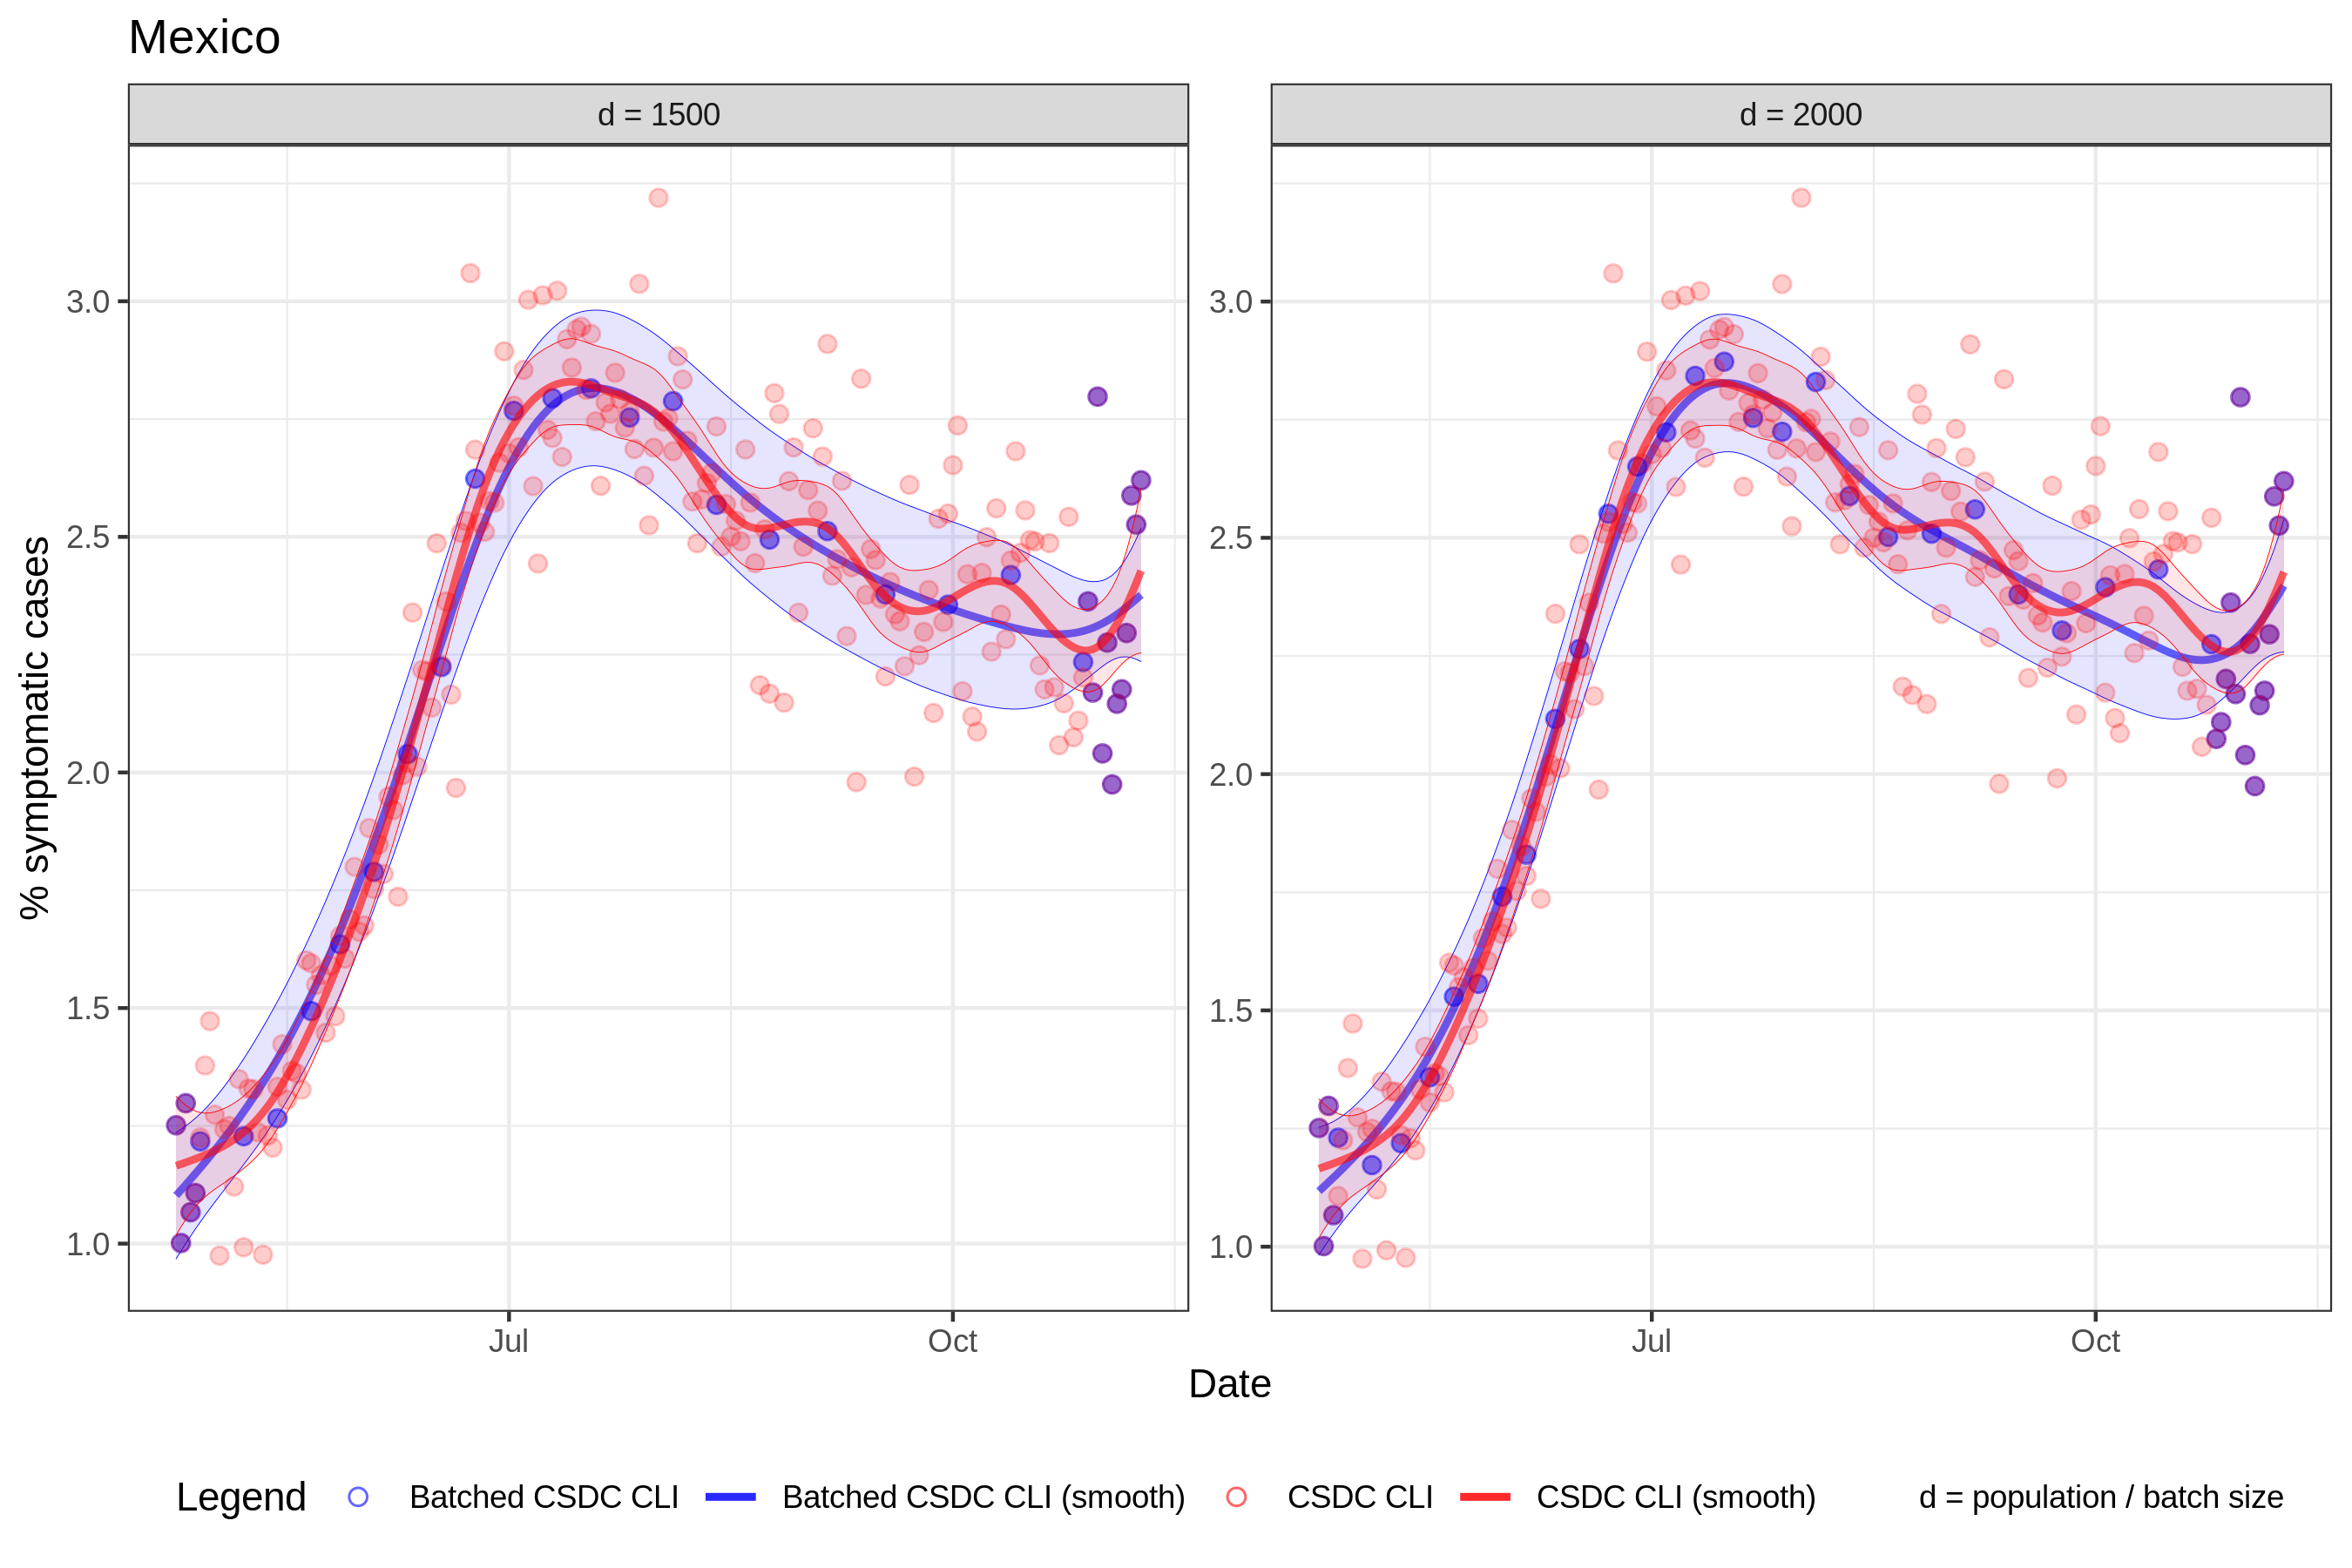 Mexico
d = 1500
d = 2000
% symptomatic cases
3.0
2.5
2.0
1.5
1.0
3.0
2.5
2.0
1.5
1.0
Jul
Oct
Jul
Oct
Date
Legend
Batched CSDC CLI
Batched CSDC CLI (smooth)
CSDC CLI
CSDC CLI (smooth)
d = population / batch size